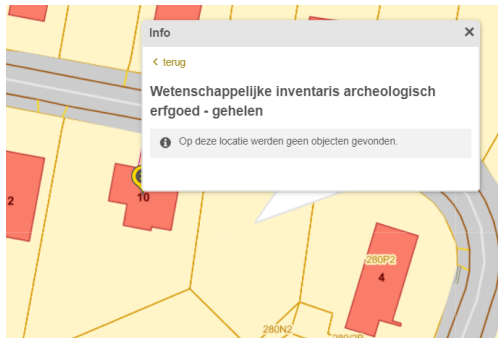 Info
terug
Wetenschappelijke inventaris archeologisch
erfgoed - gehelen
Op deze locatie werden geen objecten gevonden.
10
2
280P2
4
280N2